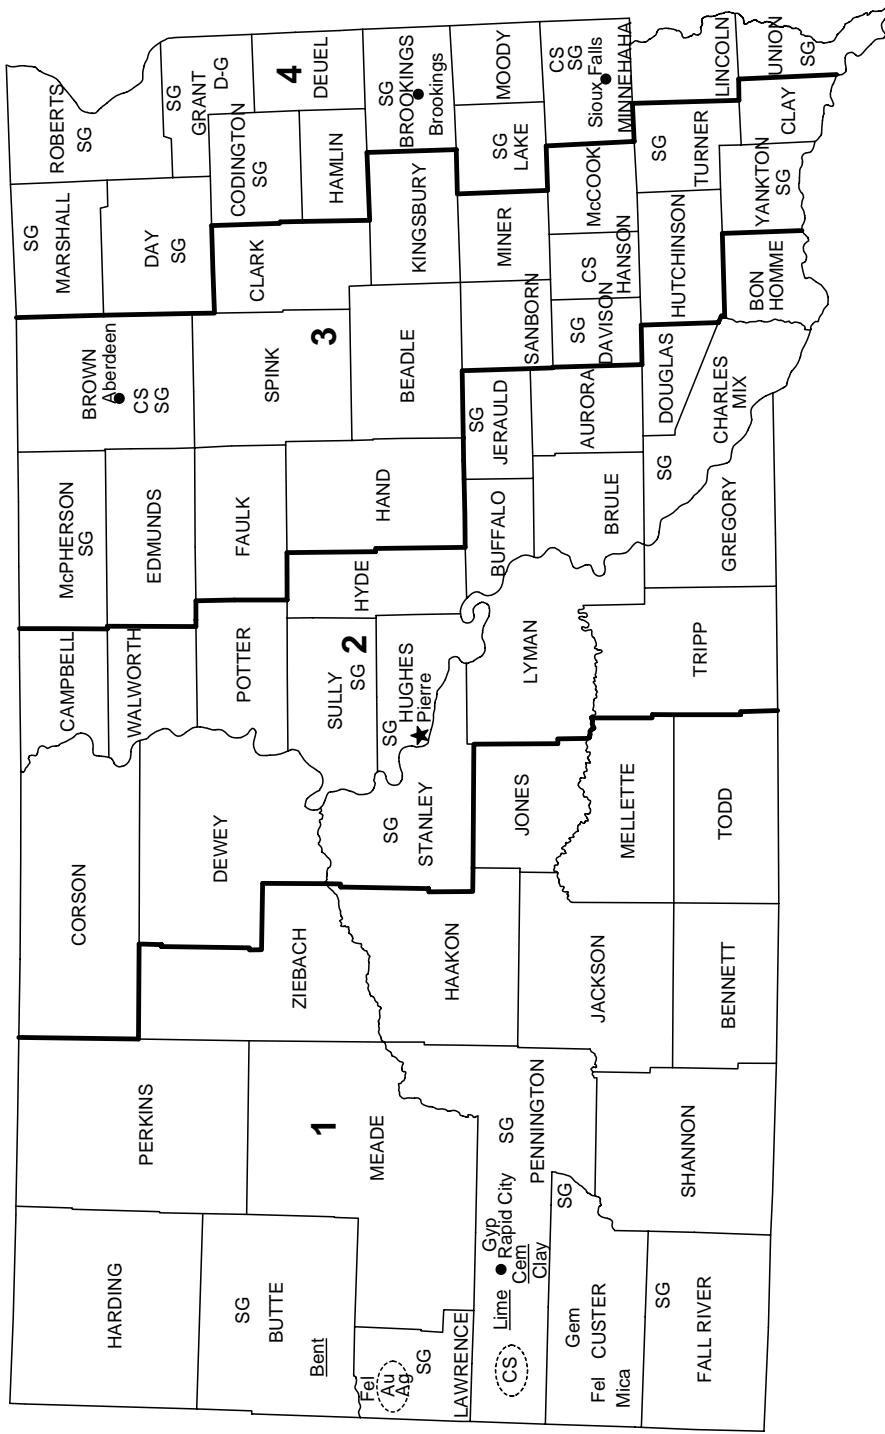 HARDING
PERKINS
CORSON
CAMPBELL
McPHERSON
SG
BROWN
Aberdeen
CS
SG
SG
MARSHALL
ROBERTS
SG
WALWORTH
EDMUNDS
DAY
SG
SG
GRANT
D-G
SG
BUTTE
Bent
ZIEBACH
DEWEY
POTTER
FAULK
SPINK
3
CLARK
CODINGTON
SG
4
DEUEL
HAMLIN
1
MEADE
SULLY
SG
2
HYDE
HAND
BEADLE
KINGSBURY
SG
BROOKINGS
Brookings
Fel
Au
Ag
SG
LAWRENCE
HAAKON
SG
STANLEY
SG
HUGHES
Pierre
BUFFALO
SG
JERAULD
SANBORN
MINER
SG
LAKE
MOODY
CS
Lime
Gyp
Rapid City
Cem
Clay
SG
PENNINGTON
JACKSON
JONES
LYMAN
BRULE
AURORA
SG
DAVISON
CS
HANSON
McCOOK
CS
SG
Sioux Falls
MINNEHAHA
Gem
CUSTER
Fel
Mica
SG
SHANNON
BENNETT
MELLETTE
TODD
TRIPP
GREGORY
SG
CHARLES
MIX
DOUGLAS
HUTCHINSON
SG
TURNER
LINCOLN
SG
FALL RIVER
BON
HOMME
YANKTON
SG
CLAY
UNION
SG